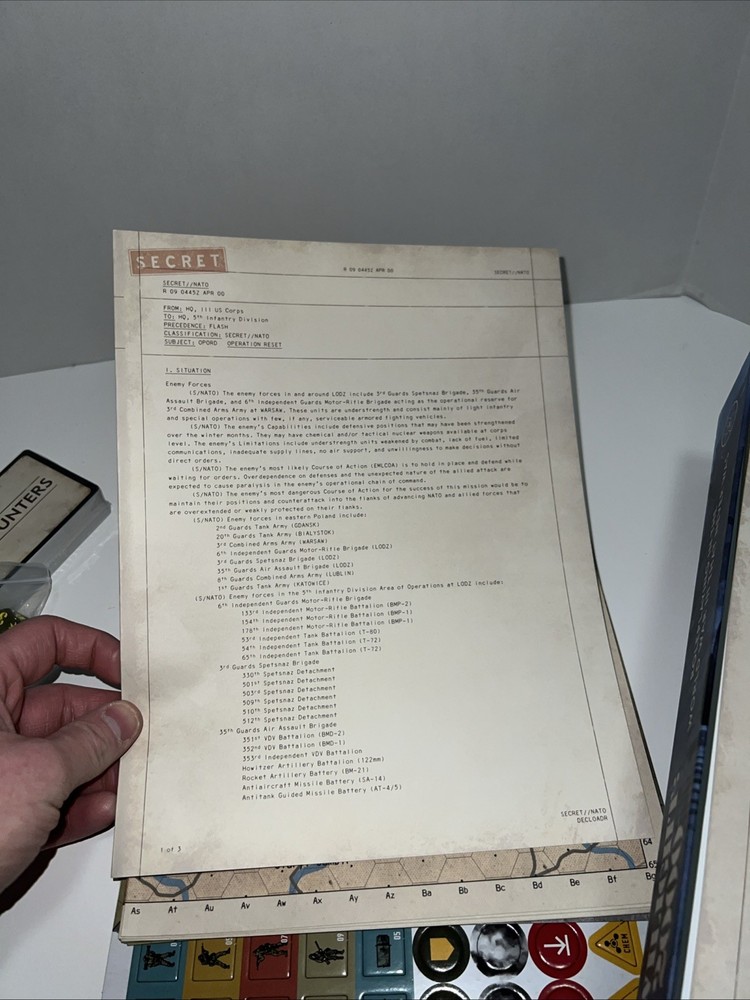 SECRET
R 09 0445Z APR 00
SECRET//NATO
SECRET//NATO
R 09 0445Z APR 00
FROM: HQ, III US Corps
TO: HQ, 5th Infantry Division
PRECEDENCE: FLASH
CLASSIFICATION: SECRET//NATO
SUBJECT: OPORD OPERATION RESET
1. SITUATION
Enemy Forces
(S/NATO) The enemy forces in and around LODZ include 3rd Guards Spetsnaz Brigade, 35th Guards Air
Assault Brigade, and 6th Independent Guards Motor-Rifle Brigade acting as the operational reserve for
3rd Combined Arms Army at WARSAW. These units are understrength and consist mainly of light infantry
and special operations with few, if any, serviceable armored fighting vehicles.
(S/NATO) The enemy's Capabilities include defensive positions that may have been strengthened
over the winter months. They may have chemical and/or tactical nuclear weapons available at corps
level. The enemy's Limitations include understrength units weakened by combat, lack of fuel, limited
communications, inadequate supply lines, no air support, and unwillingness to make decisions without
direct orders.
(S/NATO) The enemy's most likely Course of Action (EMLCOA) is to hold in place and defend while
waiting for orders. Overdependence on defenses and the unexpected nature of the allied attack are
expected to cause paralysis in the enemy's operational chain of command.
(S/NATO) The enemy's most dangerous Course of Action for the success of this mission would be to
maintain their positions and counterattack into the flanks of advancing NATO and allied forces that
are overextended or weakly protected on their flanks.
(S/NATO) Enemy forces in eastern Poland include:
2nd Guards Tank Army (GDANSK)
20th Guards Tank Army (BIALYSTOK)
3rd Combined Arms Army (WARSAW)
6th Independent Guards Motor-Rifle Brigade (LODZ)
3rd Guards Spetsnaz Brigade (LODZ)
35th Guards Air Assault Brigade (LODZ)
8th Guards Combined Arms Army (LUBLIN)
1st Guards Tank Army (KATOWICE)
(S/NATO) Enemy forces in the 5th Infantry Division Area of Operations at LODZ include:
6th Independent Guards Motor-Rifle Brigade
133rd Independent Motor-Rifle Battalion (BMP-2)
154th Independent Motor-Rifle Battalion (BMP-1)
178th Independent Motor-Rifle Battalion (BMP-1)
53rd Independent Tank Battalion (T-80)
54th Independent Tank Battalion (T-72)
65th Independent Tank Battalion (T-72)
3rd Guards Spetsnaz Brigade
330th Spetsnaz Detachment
501st Spetsnaz Detachment
503rd Spetsnaz Detachment
509th Spetsnaz Detachment
510th Spetsnaz Detachment
512th Spetsnaz Detachment
35th Guards Air Assault Brigade
351st VDV Battalion (BMD-2)
352nd VDV Battalion (BMD-1)
353rd Independent VDV Battalion
Howitzer Artillery Battalion (122mm)
Rocket Artillery Battery (BM-21)
Antiaircraft Missile Battery (SA-14)
Antitank Guided Missile Battery (AT-4/5)
SECRET//NATO
DECLOADR
1 of 3
UNTERS
64
65
As At Au Av Aw Ax Ay Az Ba Bb Bc Bd Be Bf Bg
07
09
05
CHEM